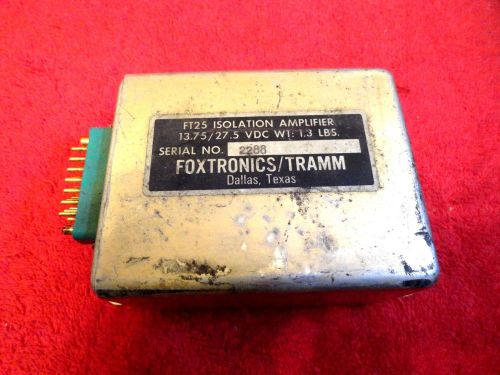 FT25 ISOLATION AMPLIFIER
13.75/27.5 VDC WT: 1.3 LBS.
SERIAL NO. 2288
FOXTRONICS/TRAMM
Dallas, Texas